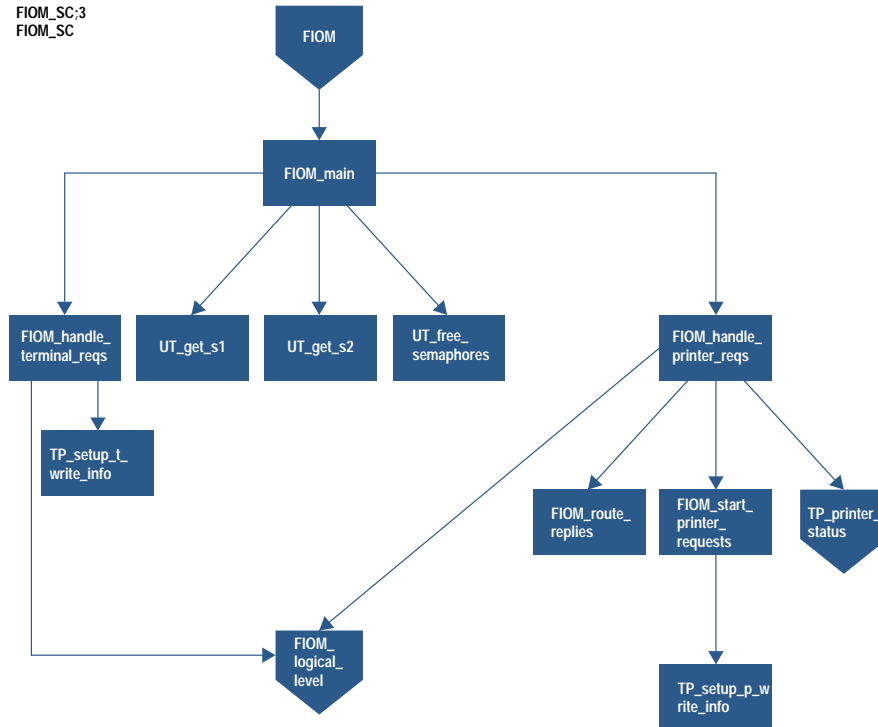 FIOM_SC;3
FIOM_SC
FIOM
FIOM_main
FIOM_handle_
terminal_reqs
UT_get_s1
UT_get_s2
UT_free_
semaphores
FIOM_handle_
printer_reqs
TP_setup_t_
write_info
FIOM_route_
replies
FIOM_start_
printer_
requests
TP_printer_
status
FIOM_
logical_
level
TP_setup_p_w
rite_info